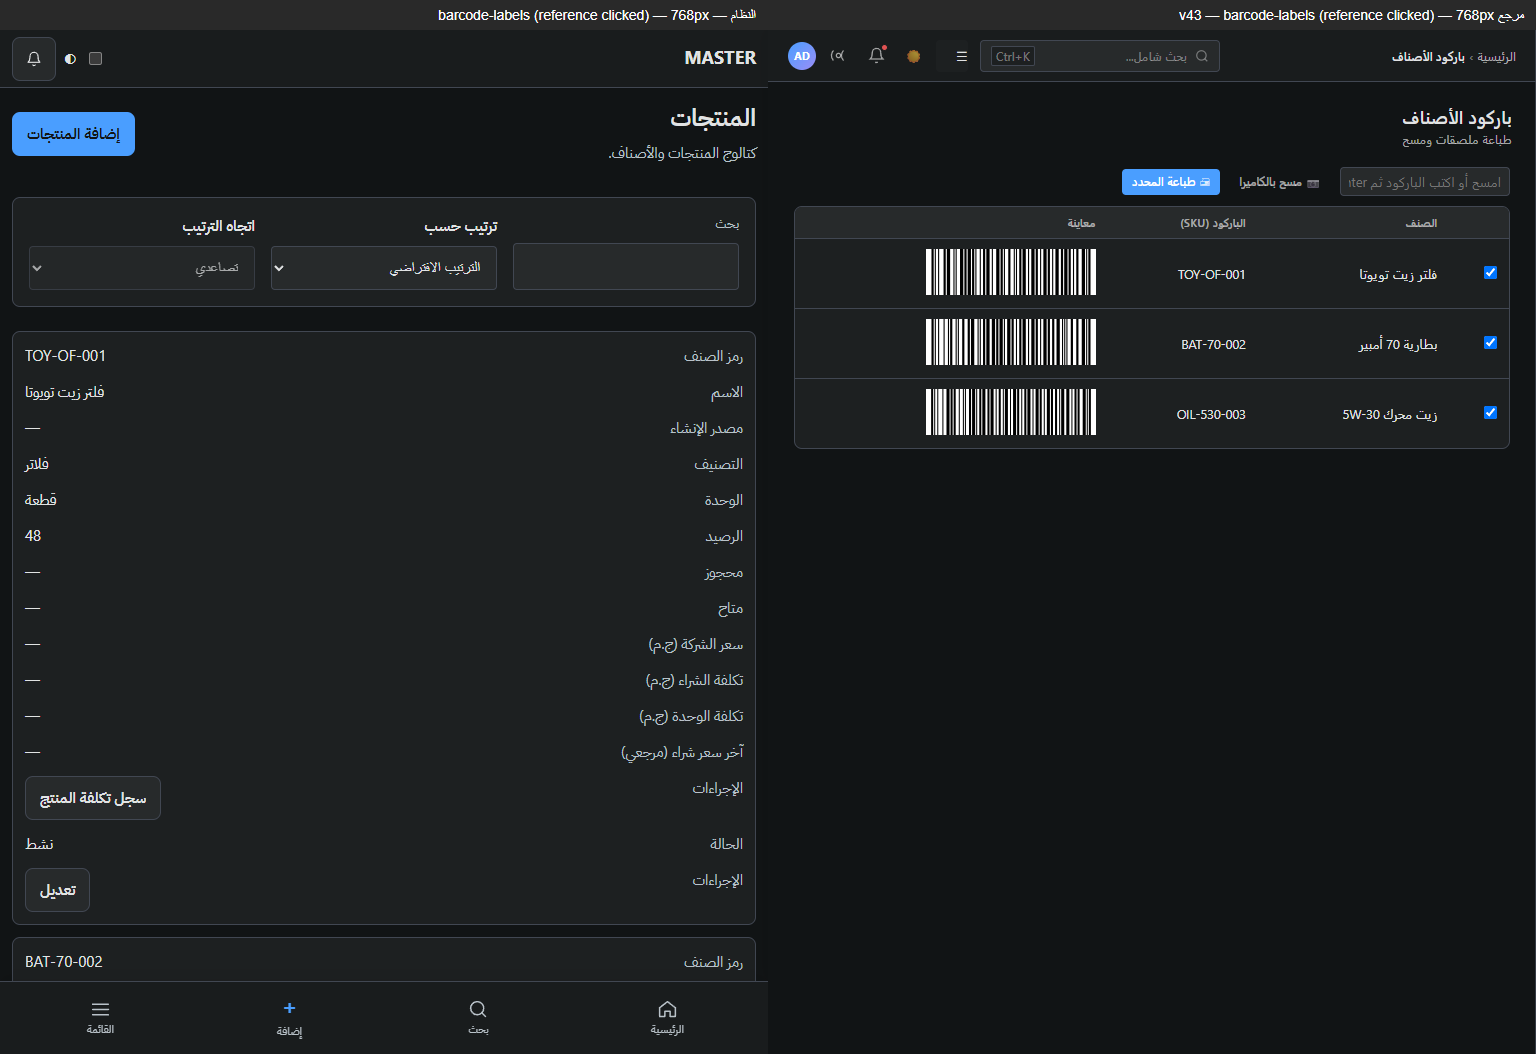 مرجع v43 — barcode-labels (reference clicked) — 768px
الرئيسية › باركود الأصناف
بحث شامل...
Ctrl+K
☰
AD
باركود الأصناف
طباعة ملصقات ومسح
امسح أو اكتب الباركود ثم nter
مسح بالكاميرا
طباعة المحدد
الصنف
الباركود (SKU)
معاينة
فلتر زيت تويوتا
TOY-OF-001
بطارية 70 أمبير
BAT-70-002
زيت محرك 5W-30
OIL-530-003
النظام — barcode-labels (reference clicked) — 768px
MASTER
المنتجات
كتالوج المنتجات والأصناف.
إضافة المنتجات
بحث
ترتيب حسب
اتجاه الترتيب
الترتيب الافتراضي
تصاعدي
رمز الصنف TOY-OF-001
الاسم فلتر زيت تويوتا
مصدر الإنشاء —
التصنيف فلاتر
الوحدة قطعة
الرصيد 48
محجوز —
متاح —
سعر الشركة (ج.م) —
تكلفة الشراء (ج.م) —
تكلفة الوحدة (ج.م) —
آخر سعر شراء (مرجعي) —
الإجراءات سجل تكلفة المنتج
الحالة نشط
الإجراءات تعديل
رمز الصنف BAT-70-002
الرئيسية
بحث
+ إضافة
القائمة